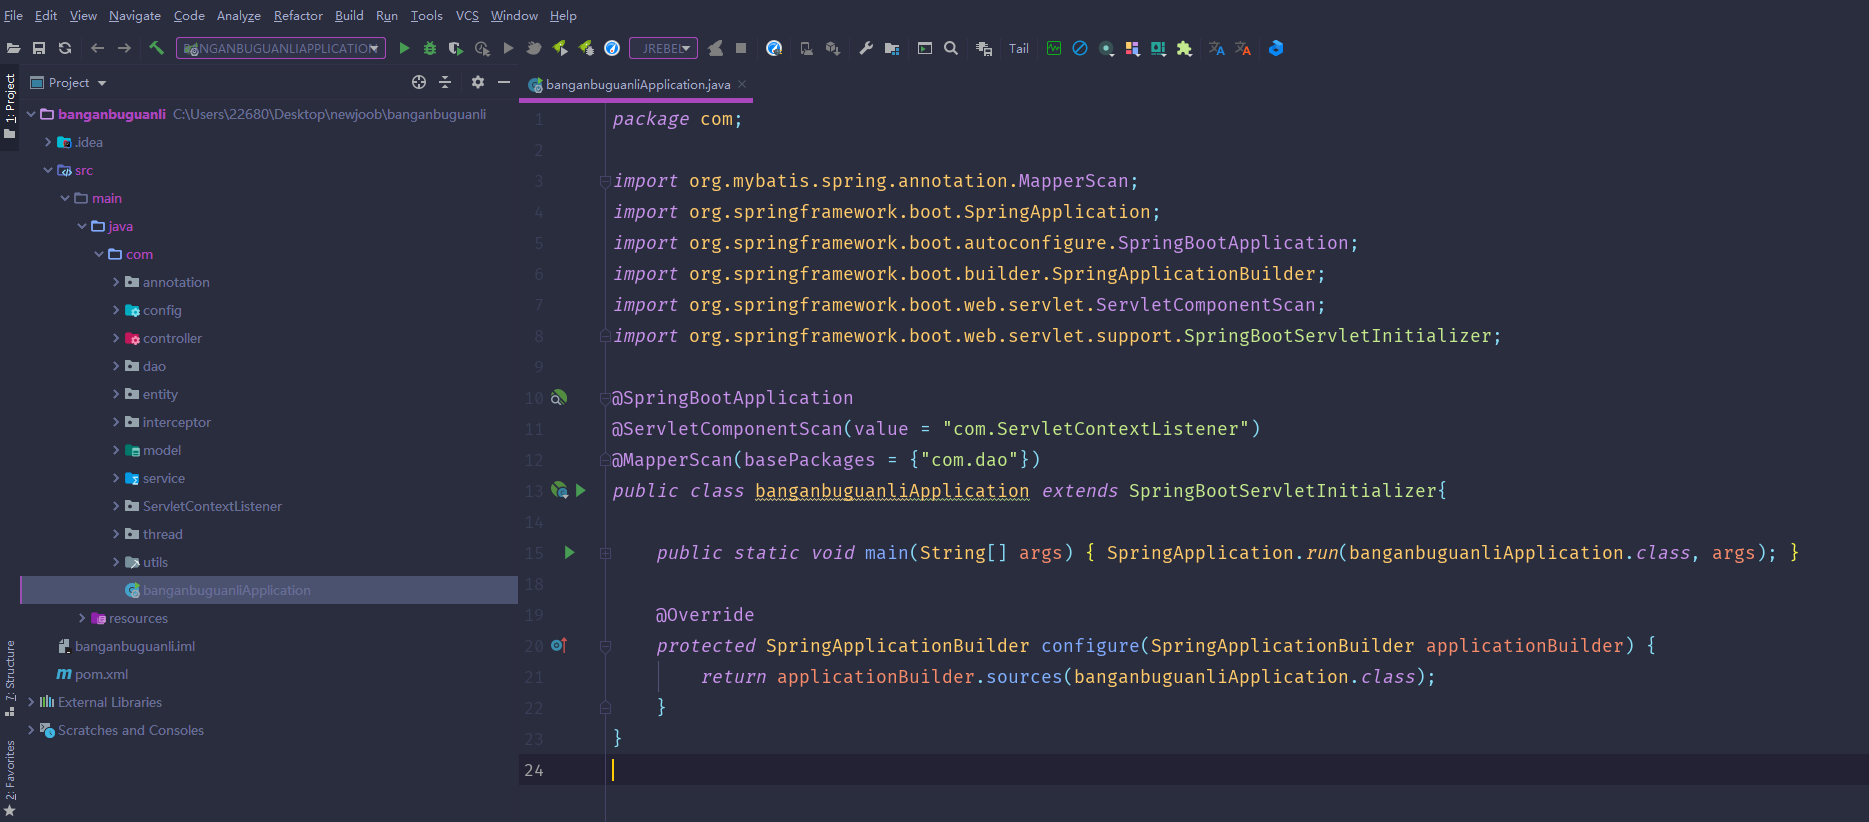 File Edit View Navigate Code Analyze Refactor Build Run Tools VCS Window Help
NGANBUGUANLIAPPLICATION JREBEL Tail
1: Project
Project
banganbuguanliApplication.java
banganbuguanli C:\Users\22680\Desktop\newjoob\banganbuguanli
.idea
src
main
java
com
annotation
config
controller
dao
entity
interceptor
model
service
ServletContextListener
thread
utils
banganbuguanliApplication
resources
banganbuguanli.iml
pom.xml
External Libraries
Scratches and Consoles
7: Structure
2: Favorites
1 package com;
2
3 import org.mybatis.spring.annotation.MapperScan;
4 import org.springframework.boot.SpringApplication;
5 import org.springframework.boot.autoconfigure.SpringBootApplication;
6 import org.springframework.boot.builder.SpringApplicationBuilder;
7 import org.springframework.boot.web.servlet.ServletComponentScan;
8 import org.springframework.boot.web.servlet.support.SpringBootServletInitializer;
9
10 @SpringBootApplication
11 @ServletComponentScan(value = "com.ServletContextListener")
12 @MapperScan(basePackages = {"com.dao"})
13 public class banganbuguanliApplication extends SpringBootServletInitializer{
14
15 public static void main(String[] args) { SpringApplication.run(banganbuguanliApplication.class, args); }
18
19 @Override
20 protected SpringApplicationBuilder configure(SpringApplicationBuilder applicationBuilder) {
21 return applicationBuilder.sources(banganbuguanliApplication.class);
22 }
23 }
24